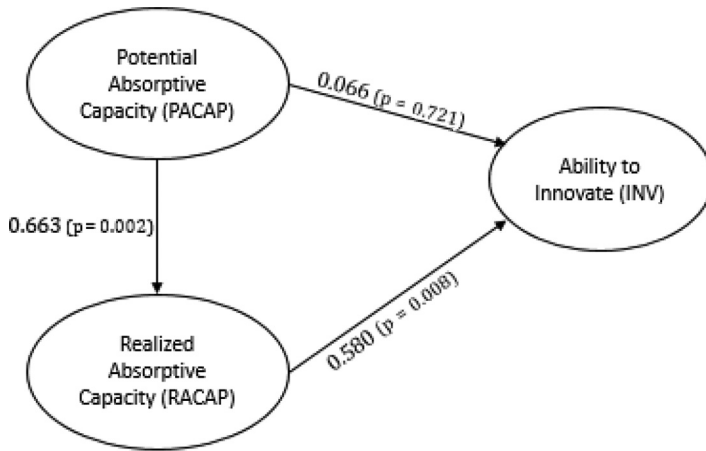 Potential
Absorptive
Capacity (PACAP)
0.066 (p = 0.721)
Ability to
Innovate (INV)
0.663 (p= 0.002)
0.580 (p = 0.008)
Realized
Absorptive
Capacity (RACAP)